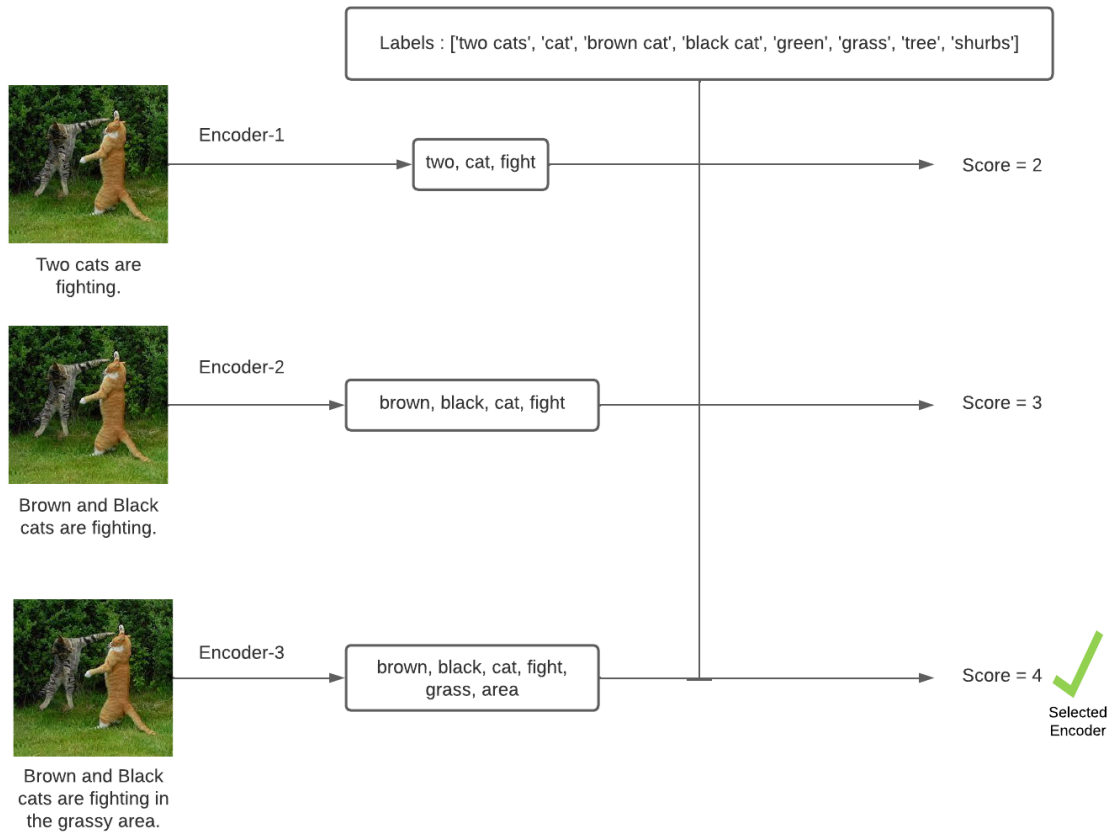 Labels : ['two cats', 'cat', 'brown cat', 'black cat', 'green', 'grass', 'tree', 'shurbs']
Encoder-1
two, cat, fight
Score = 2
Two cats are
fighting.
Encoder-2
brown, black, cat, fight
Score = 3
Brown and Black
cats are fighting.
Encoder-3
brown, black, cat, fight,
grass, area
Score = 4
Selected
Encoder
Brown and Black
cats are fighting in
the grassy area.